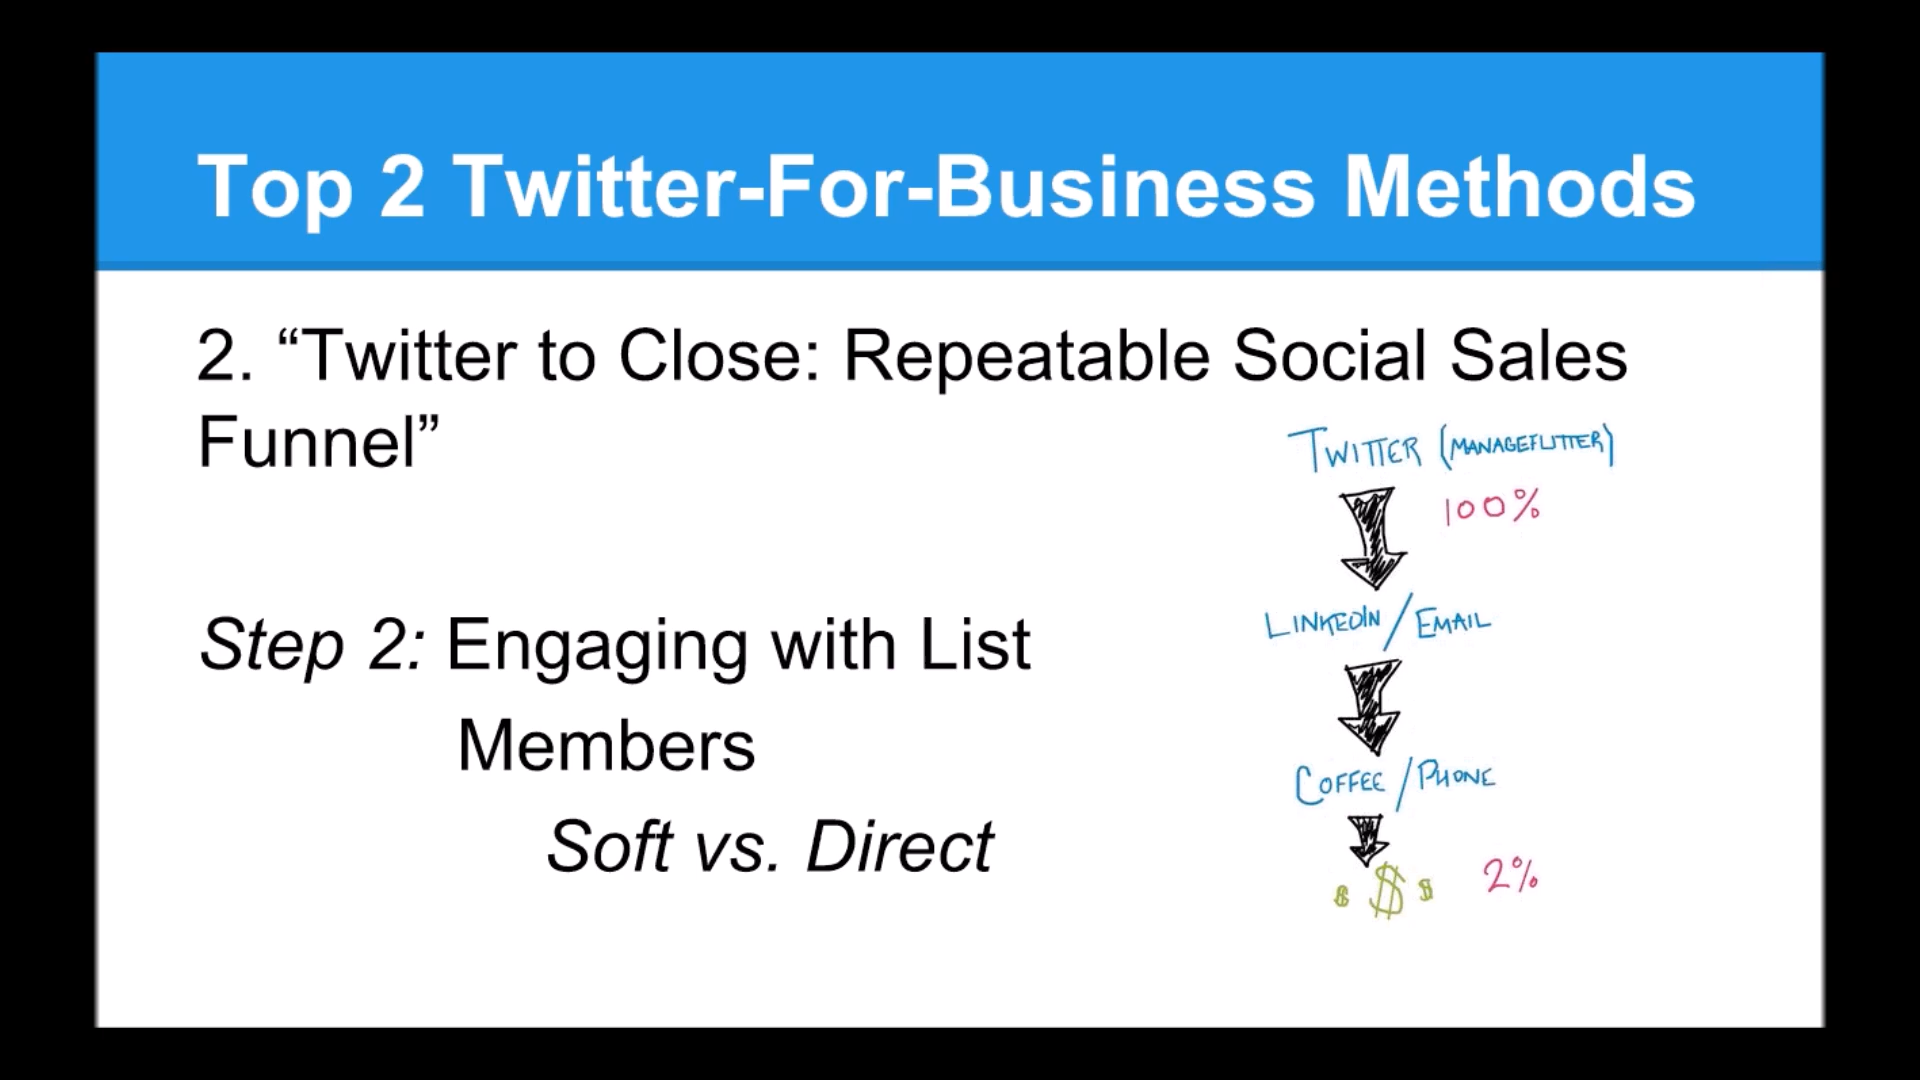 Top 2 Twitter-For-Business Methods
2. “Twitter to Close: Repeatable Social Sales
Funnel”
TWITTER (MANAGEFLITTER)
100%
LINKEDIN / EMAIL
Step 2: Engaging with List
Members
COFFEE / PHONE
Soft vs. Direct
$ $ $ 2%